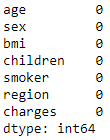 age 0
sex 0
bmi 0
children 0
smoker 0
region 0
charges 0
dtype: int64